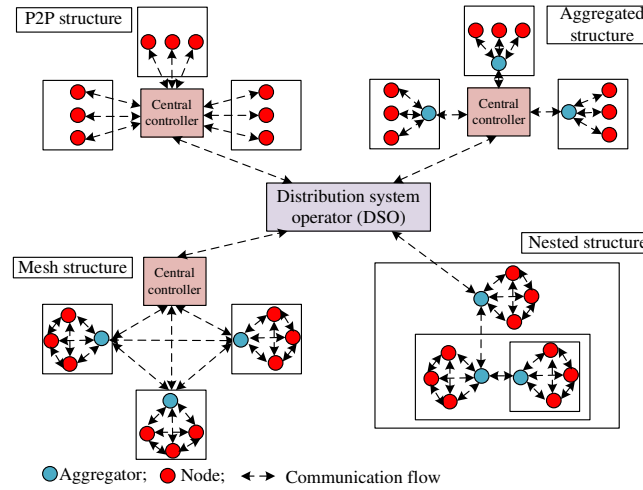 P2P structure
Aggregated
structure
Central
controller
Central
controller
Distribution system
operator (DSO)
Nested structure
Mesh structure
Central
controller
Aggregator; Node; Communication flow